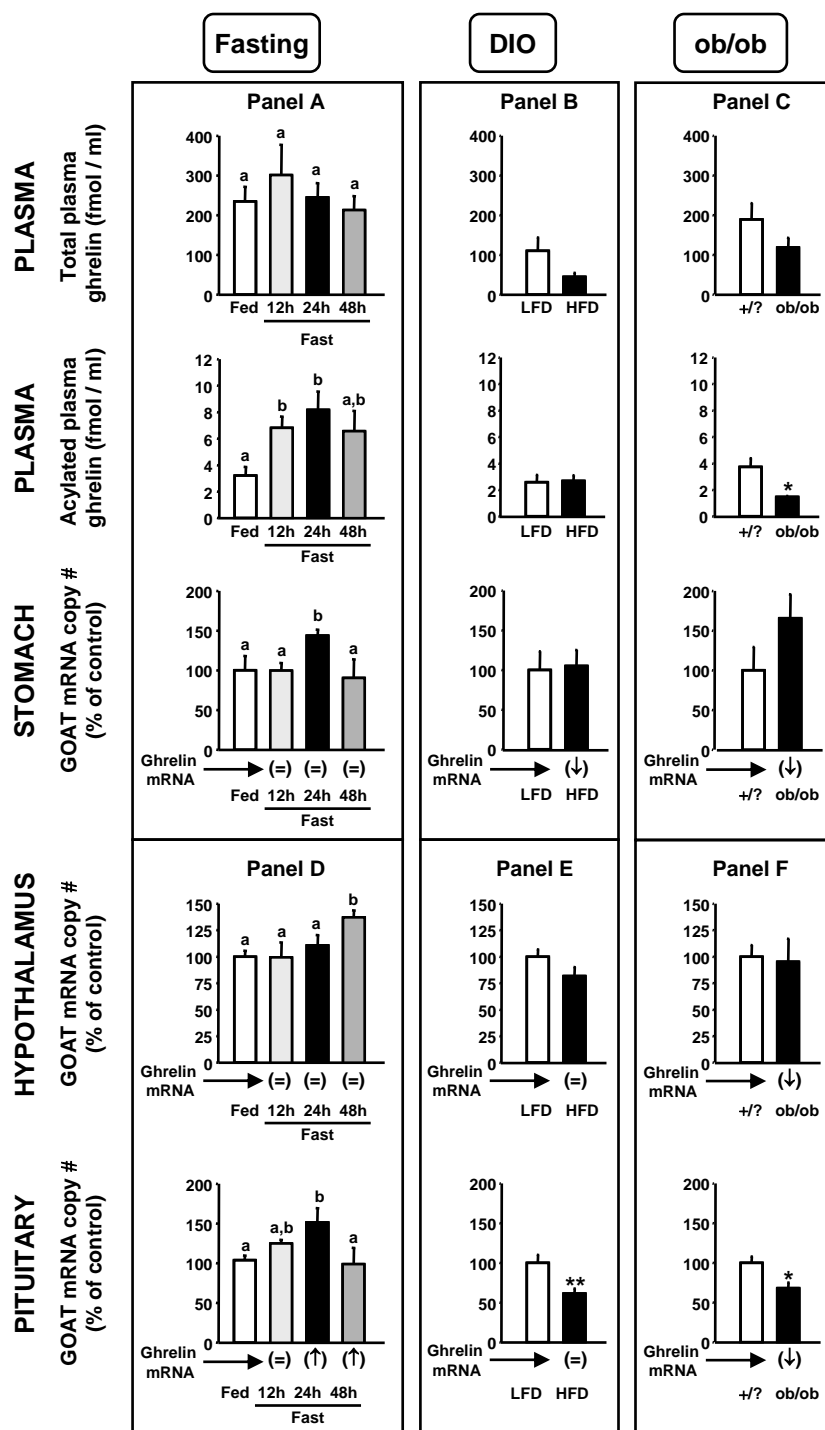 Fasting DIO ob/ob
Panel A Panel B Panel C
PLASMA
Total plasma
ghrelin (fmol / ml)
400
300
200
100
0
a a a a
Fed 12h 24h 48h
Fast
400
300
200
100
0
LFD HFD
400
300
200
100
0
+/? ob/ob
PLASMA
Acylated plasma
ghrelin (fmol / ml)
12
10
8
6
4
2
0
a b b a,b
Fed 12h 24h 48h
Fast
12
10
8
6
4
2
0
LFD HFD
12
10
8
6
4
2
0
*
+/? ob/ob
STOMACH
GOAT mRNA copy #
(% of control)
200
150
100
50
0
a a b a
Ghrelin
mRNA
(=) (=) (=)
Fed 12h 24h 48h
Fast
200
150
100
50
0
(↓)
LFD HFD
200
150
100
50
0
(↓)
+/? ob/ob
Panel D Panel E Panel F
HYPOTHALAMUS
GOAT mRNA copy #
(% of control)
150
125
100
75
50
25
0
a a a b
Ghrelin
mRNA
(=) (=) (=)
Fed 12h 24h 48h
Fast
150
125
100
75
50
25
0
Ghrelin
mRNA
(=)
LFD HFD
150
125
100
75
50
25
0
Ghrelin
mRNA
(↓)
+/? ob/ob
PITUITARY
GOAT mRNA copy #
(% of control)
200
150
100
50
0
a a,b b a
Ghrelin
mRNA
(=) (↑) (↑)
Fed 12h 24h 48h
Fast
200
150
100
50
0
**
Ghrelin
mRNA
(=)
LFD HFD
200
150
100
50
0
*
Ghrelin
mRNA
(↓)
+/? ob/ob